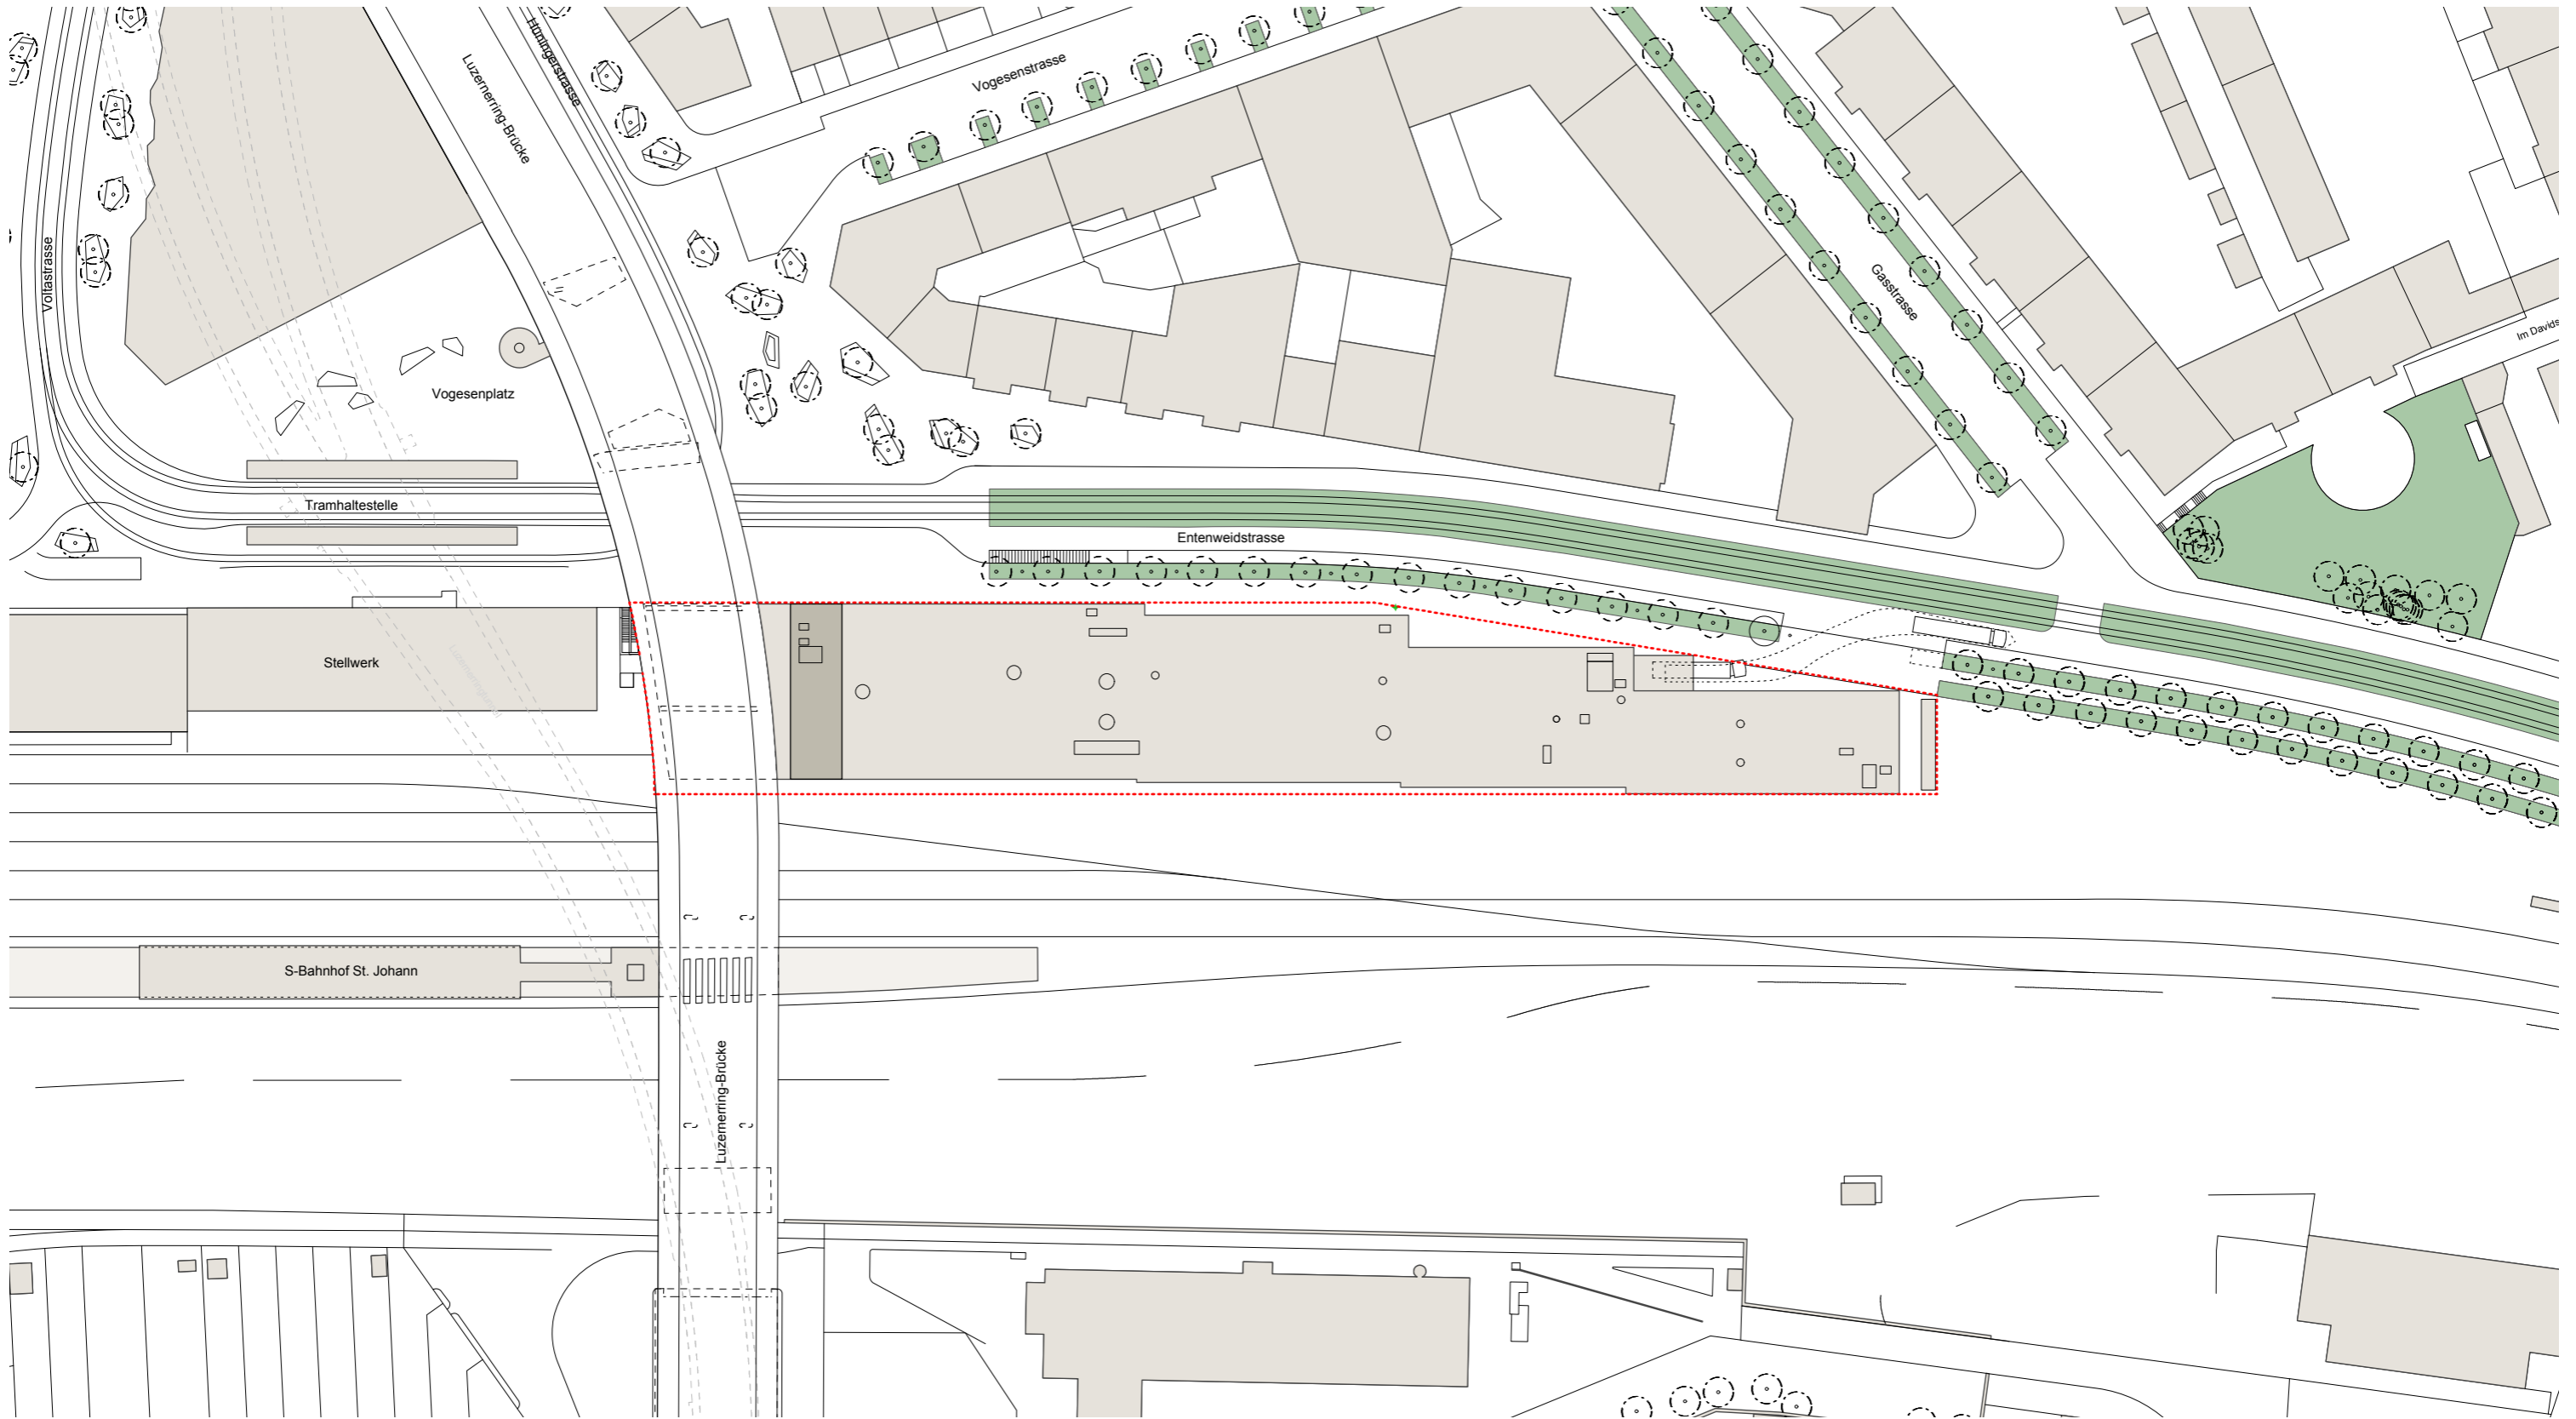 Hüningerstrasse
Luzernerring-Brücke
Vogesenstrasse
Voltastrasse
Gasstrasse
Im Davids
Vogesenplatz
Tramhaltestelle
Entenweidstrasse
Stellwerk
S-Bahnhof St. Johann
Luzernerring-Brücke